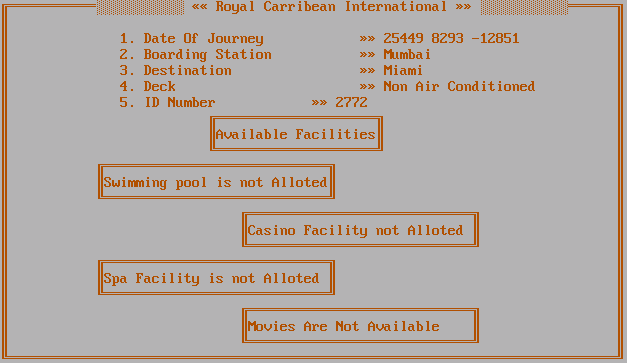 «« Royal Carribean International »»
1. Date Of Journey »» 25449 8293 -12851
2. Boarding Station »» Mumbai
3. Destination »» Miami
4. Deck »» Non Air Conditioned
5. ID Number »» 2772
Available Facilities
Swimming pool is not Alloted
Casino Facility not Alloted
Spa Facility is not Alloted
Movies Are Not Available